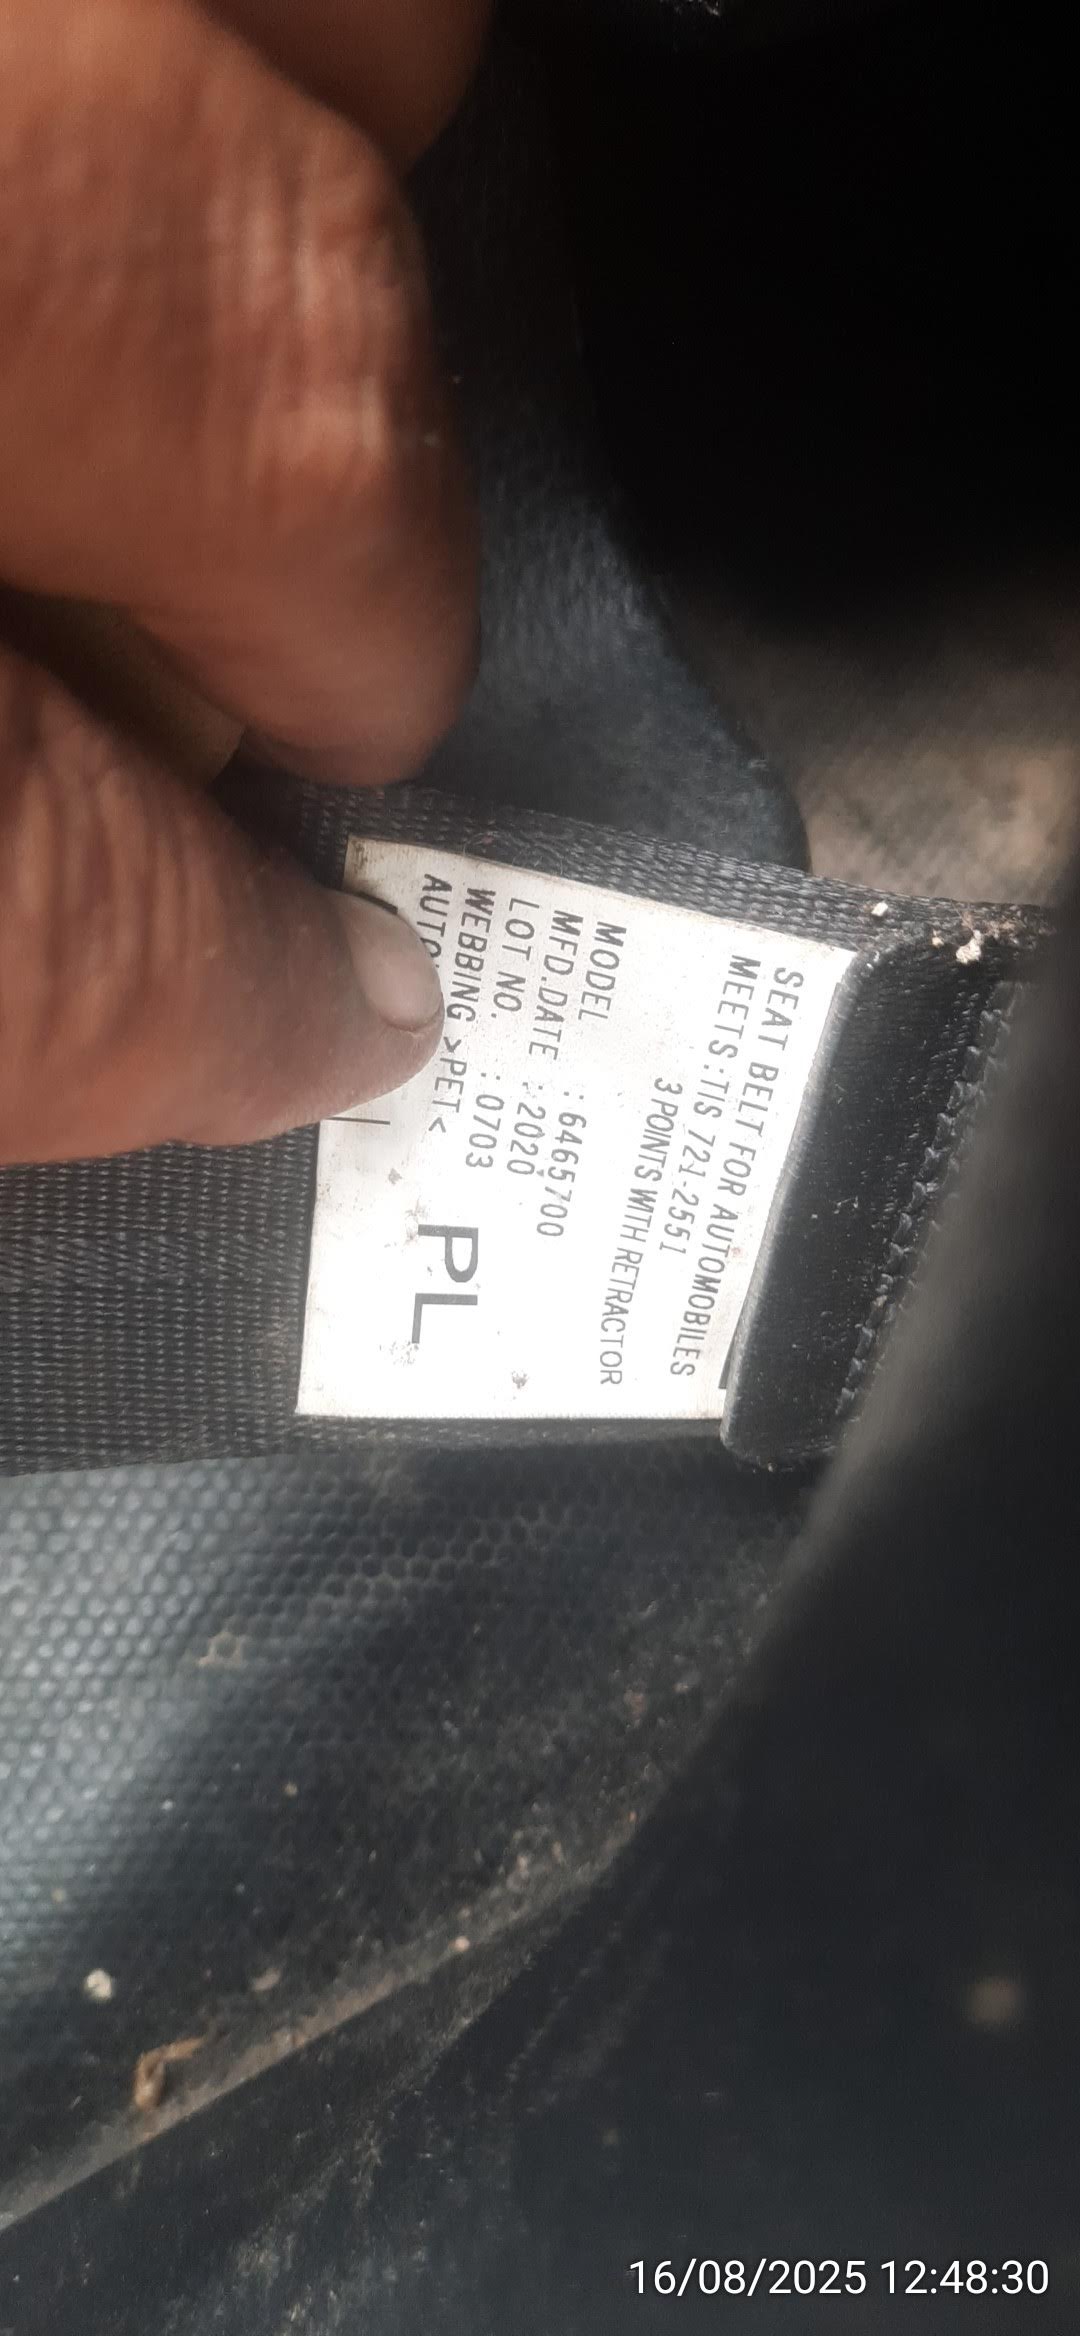 SEAT BELT FOR AUTOMOBILES
MEETS:TIS 721-2551
3 POINTS WITH RETRACTOR
MODEL :6465700
MFD.DATE :2020
LOT NO. :0703
WEBBING >PET<
PL
16/08/2025 12:48:30